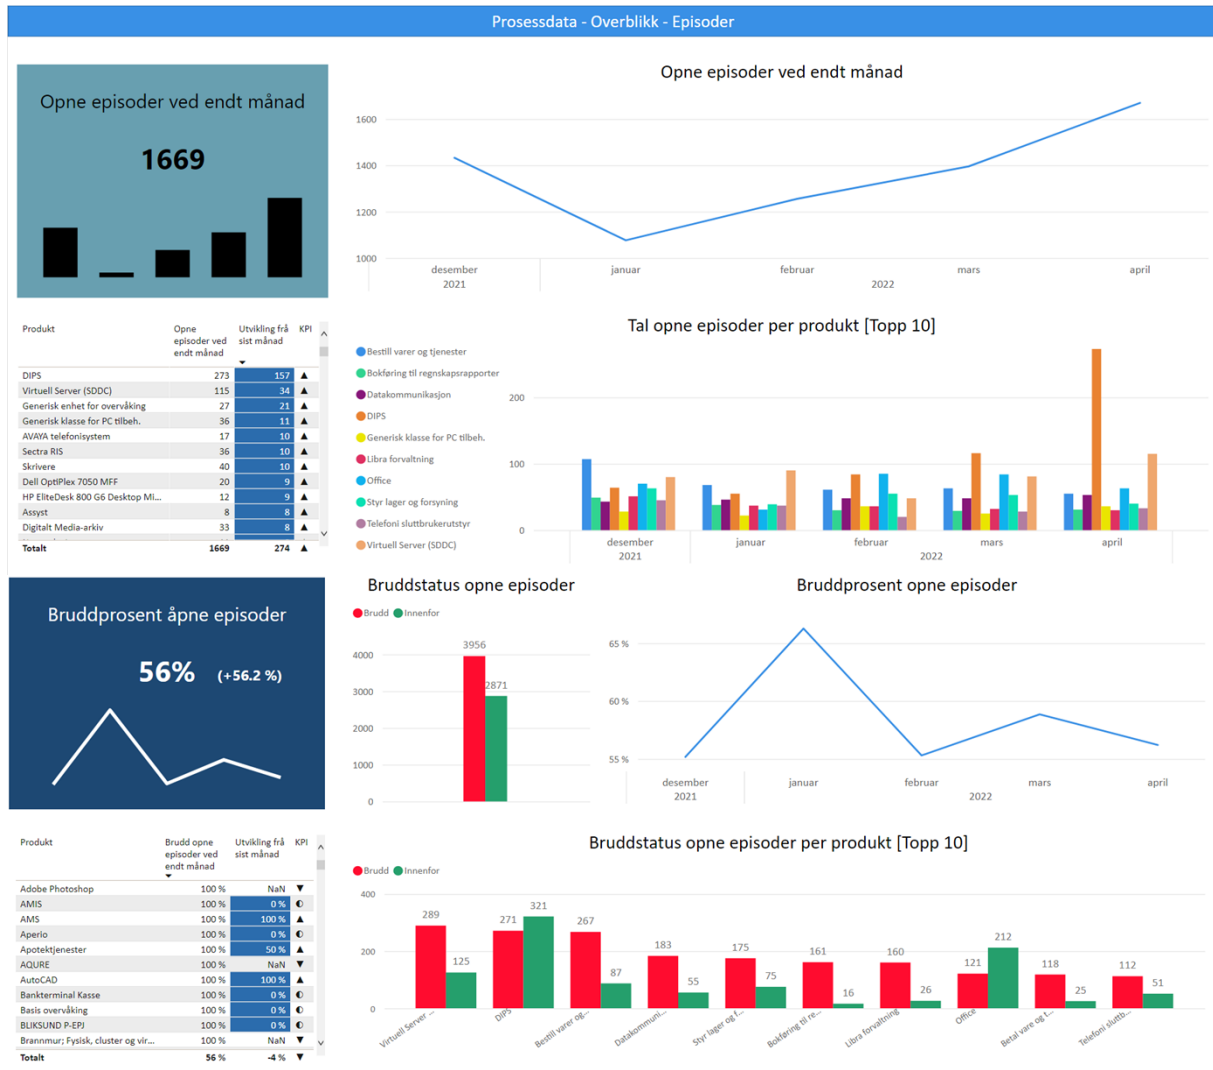 Prosessdata - Overblikk - Episoder
Opne episoder ved endt månad
1669
Opne episoder ved endt månad
1600
1400
1200
1000
desember
januar
februar
mars
april
2021
2022
Produkt
Opne episoder ved endt månad
Utvikling frå sist månad
KPI
DIPS 273 157 ▲
Virtuell Server (SDDC) 115 34 ▲
Generisk enhet for overvåking 27 21 ▲
Generisk klasse for PC tilbeh. 36 11 ▲
AVAYA telefonisystem 17 10 ▲
Sectra RIS 36 10 ▲
Skrivere 40 10 ▲
Dell OptiPlex 7050 MFF 20 9 ▲
HP EliteDesk 800 G6 Desktop Mi... 12 9 ▲
Assyst 8 8 ▲
Digitalt Media-arkiv 33 8 ▲
Totalt 1669 274 ▲
Tal opne episoder per produkt [Topp 10]
Bestill varer og tjenester
Bokføring til regnskapsrapporter
Datakommunikasjon
DIPS
Generisk klasse for PC tilbeh.
Libra forvaltning
Office
Styr lager og forsyning
Telefoni sluttbrukerutstyr
Virtuell Server (SDDC)
200
100
0
desember
januar
februar
mars
april
2021
2022
Bruddprosent åpne episoder
56% (+56.2 %)
Bruddstatus opne episoder
Brudd Innenfor
3956
2871
4000
3000
2000
1000
0
Bruddprosent opne episoder
65 %
60 %
55 %
desember
januar
februar
mars
april
2021
2022
Produkt
Brudd opne episoder ved endt månad
Utvikling frå sist månad
KPI
Adobe Photoshop 100 % NaN ▼
AMIS 100 % 0 % ◐
AMS 100 % 100 % ▲
Aperio 100 % 0 % ◐
Apotektjenester 100 % 50 % ▲
AQURE 100 % NaN ▼
AutoCAD 100 % 100 % ▲
Bankterminal Kasse 100 % 0 % ◐
Basis overvåking 100 % 0 % ◐
BLIKSUND P-EPJ 100 % 0 % ◐
Brannmur; Fysisk, cluster og vir... 100 % NaN ▼
Totalt 56 % -4 % ▼
Bruddstatus opne episoder per produkt [Topp 10]
Brudd Innenfor
400
200
0
289 125
271 321
267 87
183 55
175 75
161 16
160 26
121 212
118 25
112 51
Virtuell Server ...
DIPS
Bestill varer og...
Datakommuni...
Styr lager og f...
Bokføring til re...
Libra forvaltning
Office
Betal vare og t...
Telefoni sluttb...